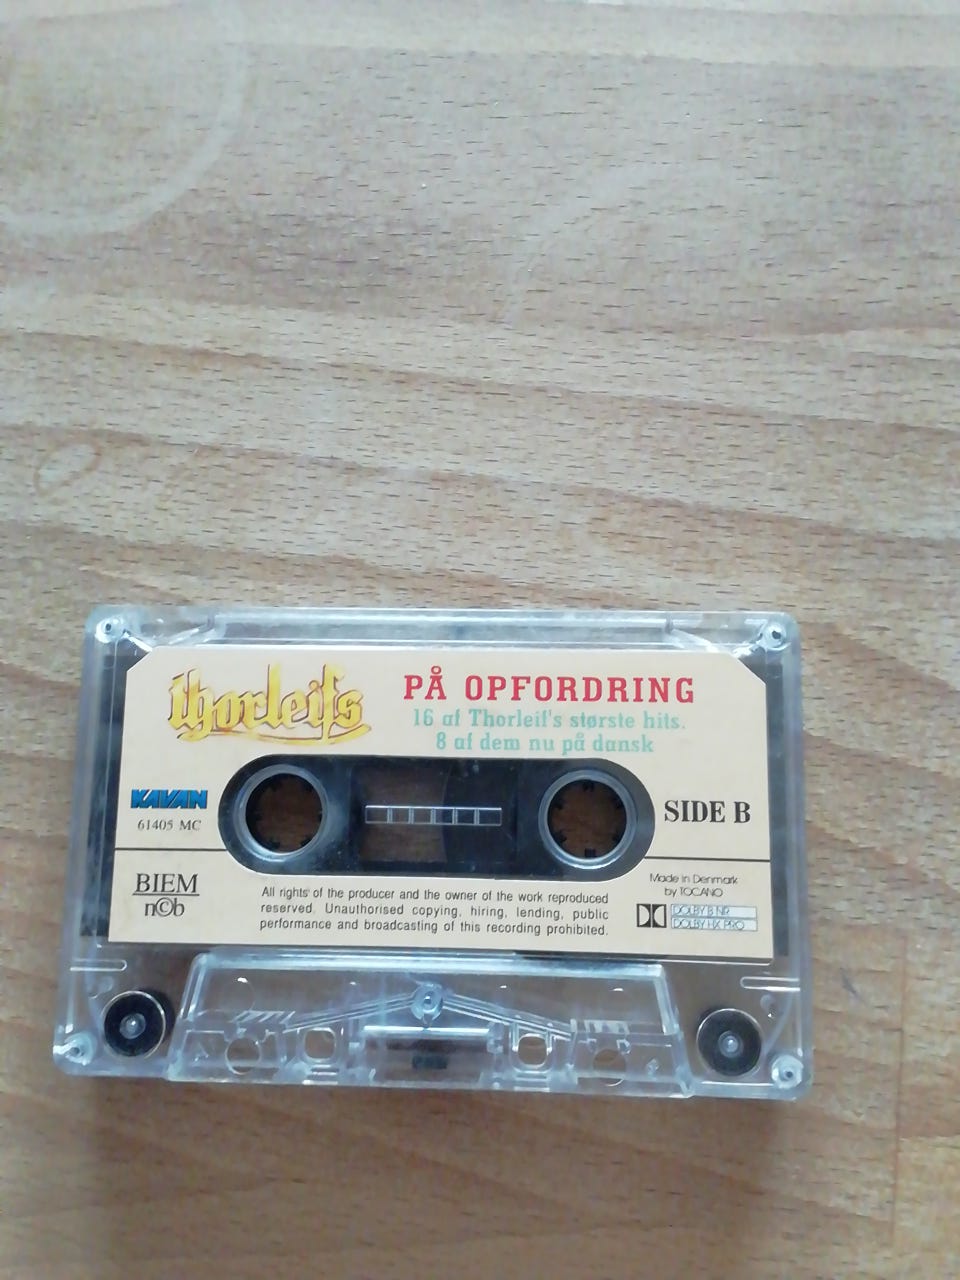 thorleifs
PÅ OPFORDRING
16 af Thorleif's største hits.
8 af dem nu på dansk
KAVAN
61405 MC
SIDE B
BIEM
n©b
All rights of the producer and the owner of the work reproduced
reserved. Unauthorised copying, hiring, lending, public
performance and broadcasting of this recording prohibited.
Made in Denmark
by TOCANO
DOLBY B NR
DOLBY HX PRO